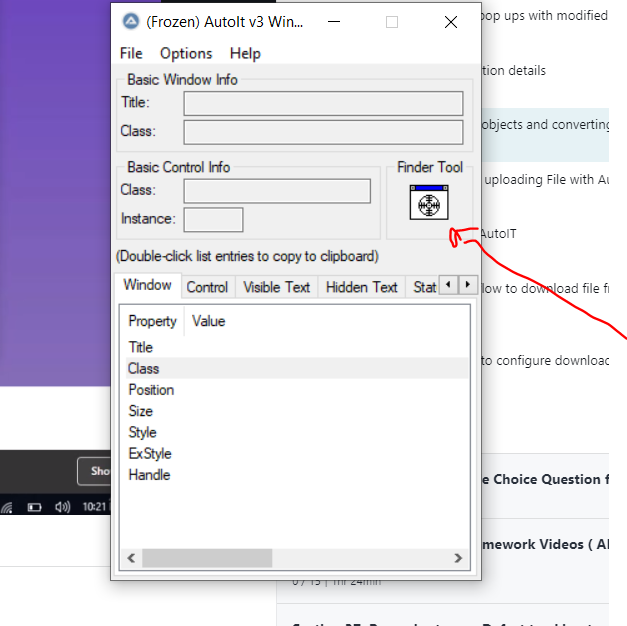 (Frozen) AutoIt v3 Win...
File Options Help
Basic Window Info
Title:
Class:
Basic Control Info
Class:
Instance:
Finder Tool
(Double-click list entries to copy to clipboard)
Window Control Visible Text Hidden Text Stat
Property Value
Title
Class
Position
Size
Style
ExStyle
Handle
pop ups with modified
tion details
objects and converting
uploading File with Au
AutoIT
low to download file f
to configure download
e Choice Question f
mework Videos ( Al
0 / 15 | 1hr 24min
Sho
10:21